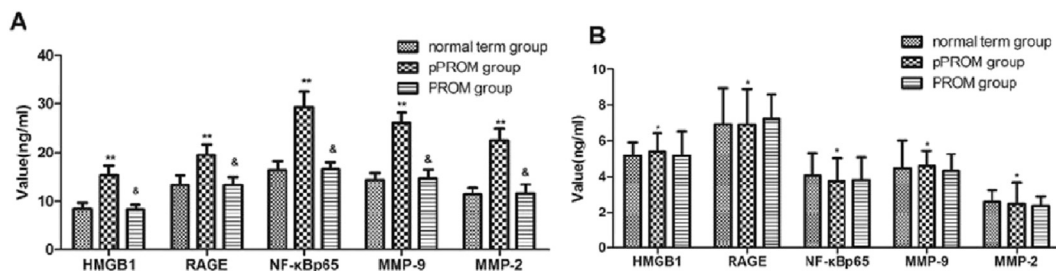 A
normal term group
pPROM group
PROM group
Value(ng/ml)
40
30
20
10
0
**
&
**
&
**
&
**
&
**
&
HMGB1 RAGE NF-κBp65 MMP-9 MMP-2
B
normal term group
pPROM group
PROM group
Value(ng/ml)
10
8
6
4
2
0
*
*
*
*
*
HMGB1 RAGE NF-κBp65 MMP-9 MMP-2